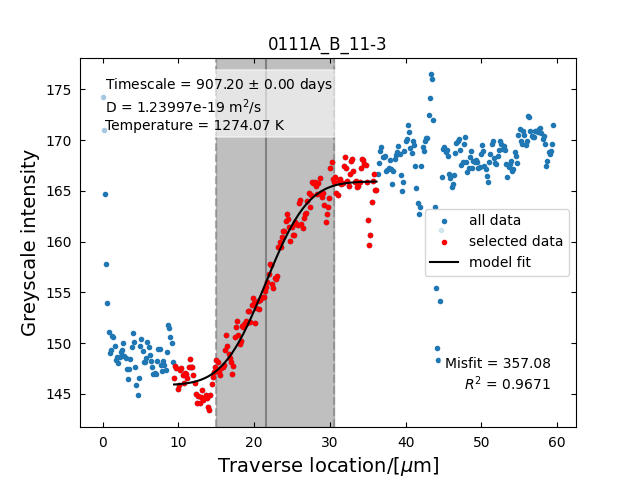 0111A_B_11-3
Timescale = 907.20 ± 0.00 days
D = 1.23997e-19 m²/s
Temperature = 1274.07 K
175
170
165
160
155
150
145
Greyscale intensity
all data
selected data
model fit
Misfit = 357.08
R² = 0.9671
0 10 20 30 40 50 60
Traverse location/[μm]